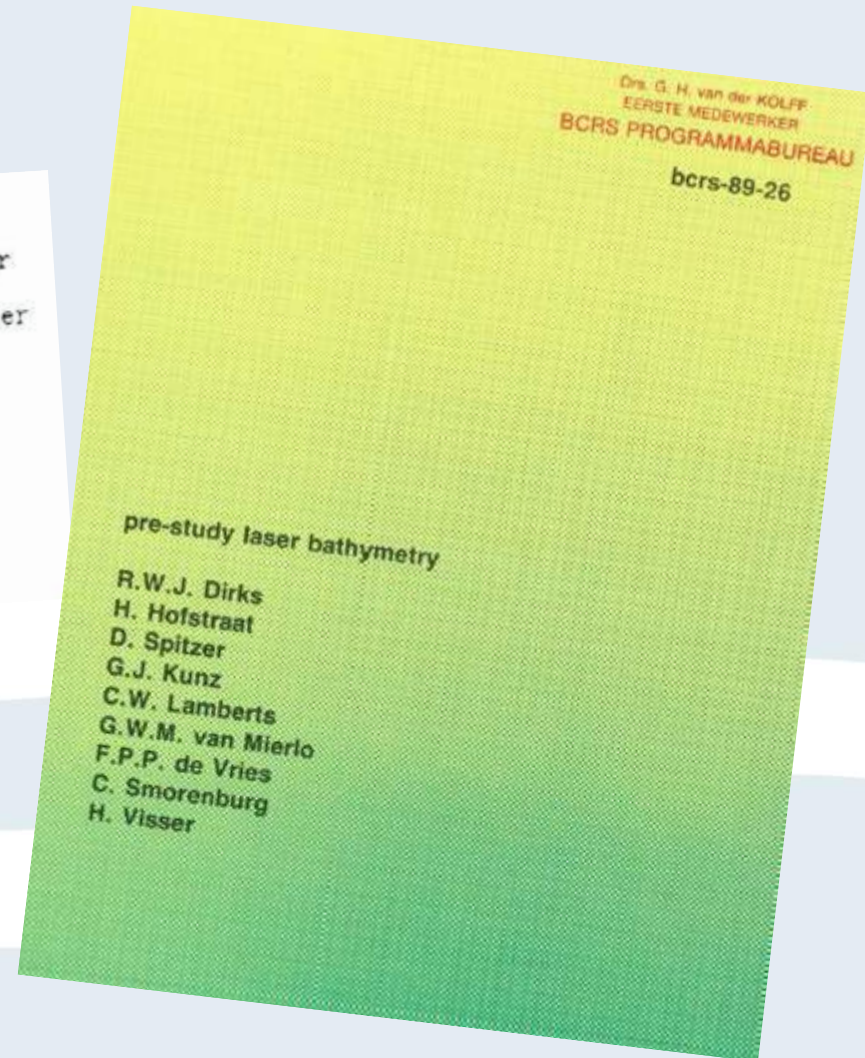 Drs. G. H. van der KOLFF
EERSTE MEDEWERKER
BCRS PROGRAMMABUREAU
bcrs-89-26
er
pre-study laser bathymetry
R.W.J. Dirks
H. Hofstraat
D. Spitzer
G.J. Kunz
C.W. Lamberts
G.W.M. van Mierlo
F.P.P. de Vries
C. Smorenburg
H. Visser